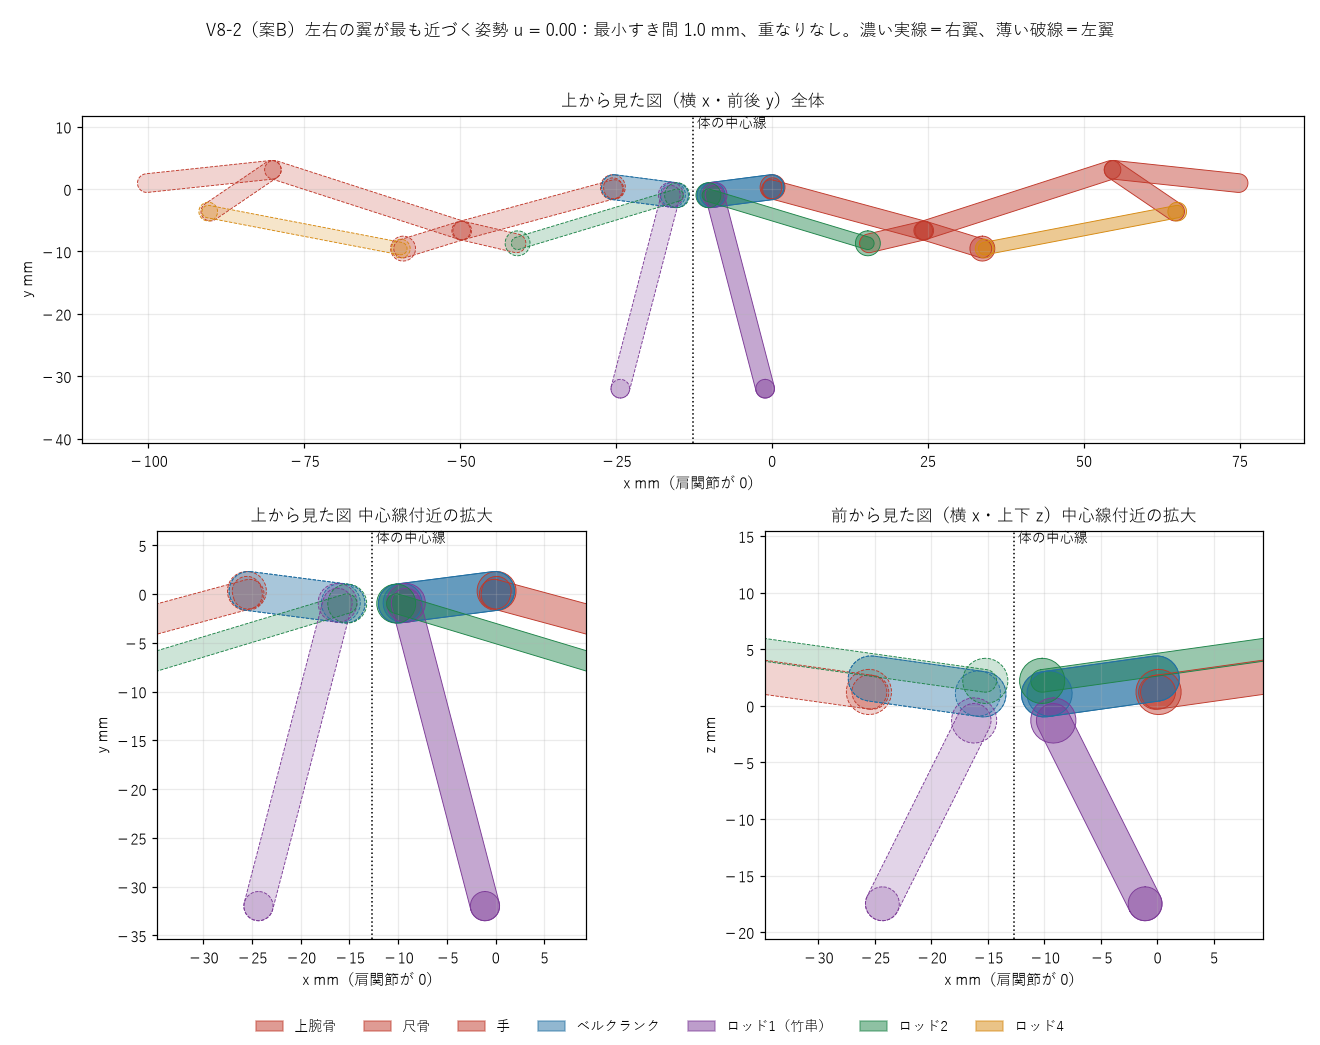 V8-2（案B）左右の翼が最も近づく姿勢 u = 0.00：最小すき間 1.0 mm、重なりなし。濃い実線＝右翼、薄い破線＝左翼
上から見た図（横 x・前後 y）全体
体の中心線
10
0
−10
−20
−30
−40
y mm
−100
−75
−50
−25
0
25
50
75
x mm（肩関節が 0）
上から見た図 中心線付近の拡大
体の中心線
5
0
−5
−10
−15
−20
−25
−30
−35
y mm
−30
−25
−20
−15
−10
−5
0
5
x mm（肩関節が 0）
前から見た図（横 x・上下 z）中心線付近の拡大
体の中心線
15
10
5
0
−5
−10
−15
−20
z mm
−30
−25
−20
−15
−10
−5
0
5
x mm（肩関節が 0）
上腕骨
尺骨
手
ベルクランク
ロッド1（竹串）
ロッド2
ロッド4